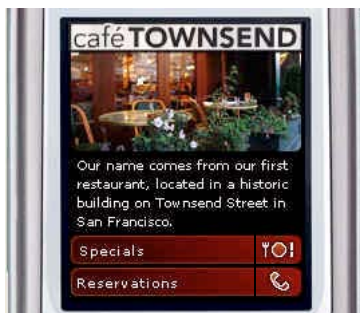 café TOWNSEND
Our name comes from our first
restaurant, located in a historic
building on Townsend Street in
San Francisco.
Specials
Reservations